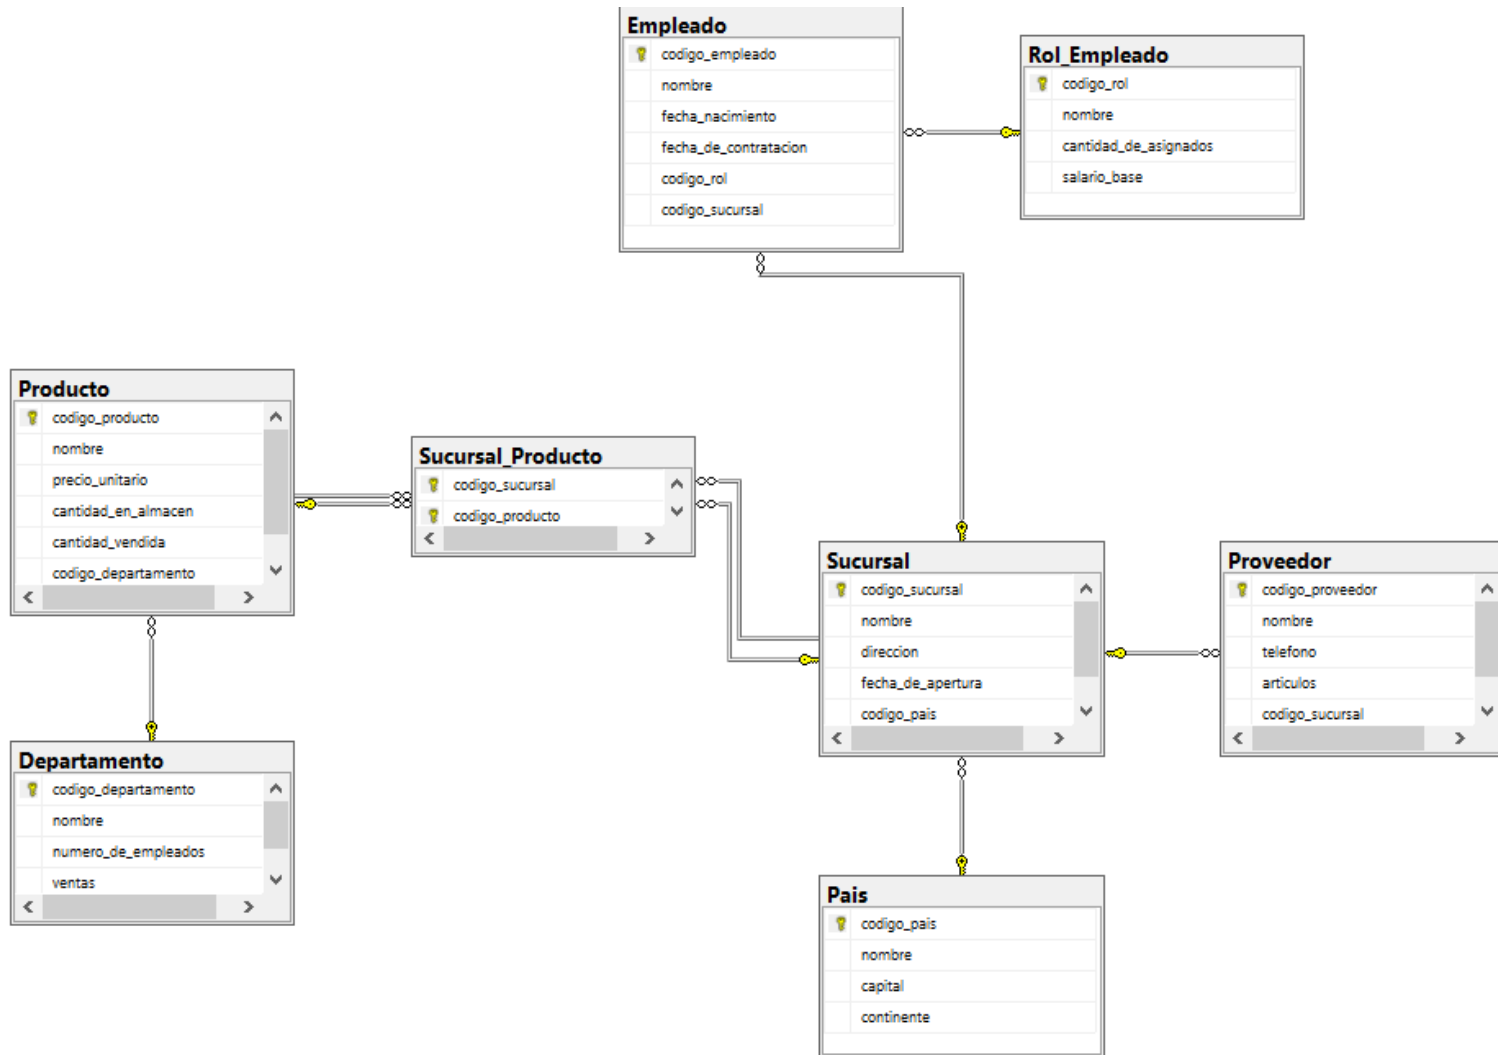 Empleado
codigo_empleado
nombre
fecha_nacimiento
fecha_de_contratacion
codigo_rol
codigo_sucursal
Rol_Empleado
codigo_rol
nombre
cantidad_de_asignados
salario_base
Producto
codigo_producto
nombre
precio_unitario
cantidad_en_almacen
cantidad_vendida
codigo_departamento
Sucursal_Producto
codigo_sucursal
codigo_producto
Sucursal
codigo_sucursal
nombre
direccion
fecha_de_apertura
codigo_pais
Proveedor
codigo_proveedor
nombre
telefono
articulos
codigo_sucursal
Departamento
codigo_departamento
nombre
numero_de_empleados
ventas
Pais
codigo_pais
nombre
capital
continente